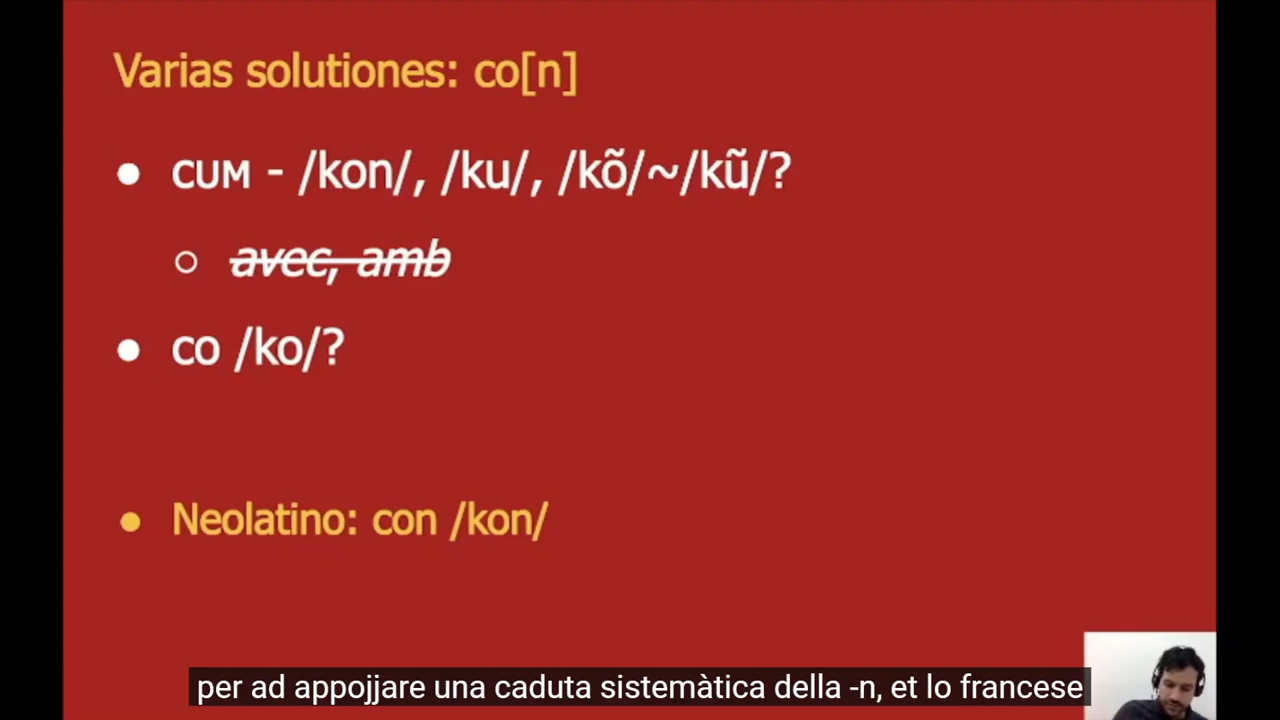 Varias solutiones: co[n]
● CUM - /kon/, /ku/, /kõ/~/kũ/?
○ avec, amb
● co /ko/?
● Neolatino: con /kon/
per ad appojjare una caduta sistemàtica della -n, et lo francese